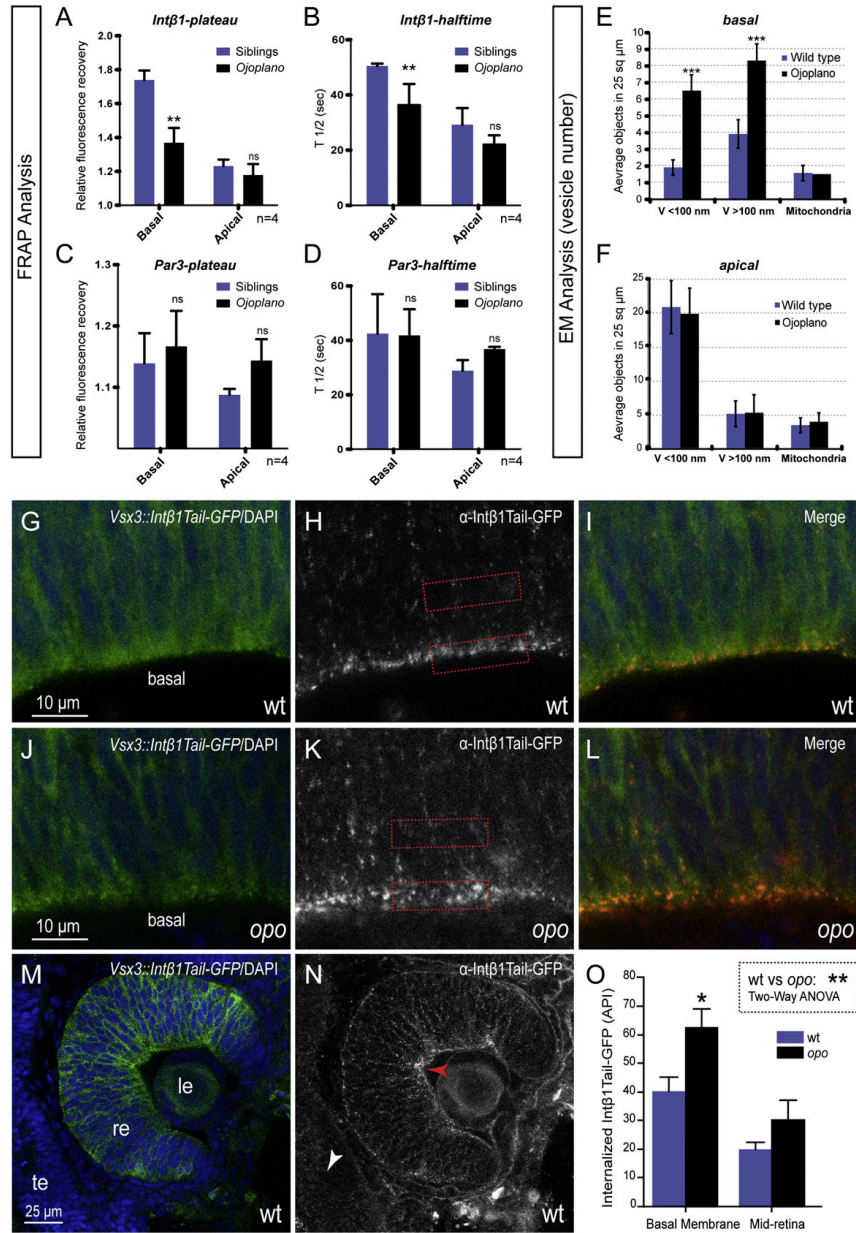 FRAP Analysis
A
Intβ1-plateau
Siblings
Ojoplano
Relative fluorescence recovery
2.0
1.8
1.6
1.4
1.2
1.0
**
ns
Basal
Apical
n=4
B
Intβ1-halftime
Siblings
Ojoplano
T 1/2 (sec)
60
40
20
0
**
ns
Basal
Apical
n=4
C
Par3-plateau
Siblings
Ojoplano
Relative fluorescence recovery
1.3
1.2
1.1
ns
ns
Basal
Apical
n=4
D
Par3-halftime
Siblings
Ojoplano
T 1/2 (sec)
60
40
20
0
ns
ns
Basal
Apical
n=4
EM Analysis (vesicle number)
E
basal
Wild type
Ojoplano
Aevrage objects in 25 sq µm
10
9
8
7
6
5
4
3
2
1
0
***
***
V <100 nm
V >100 nm
Mitochondria
F
apical
Wild type
Ojoplano
Aevrage objects in 25 sq µm
25
20
15
10
5
0
V <100 nm
V >100 nm
Mitochondria
G
Vsx3::Intβ1Tail-GFP/DAPI
basal
10 µm
wt
H
α-Intβ1Tail-GFP
wt
I
Merge
wt
J
Vsx3::Intβ1Tail-GFP/DAPI
basal
10 µm
opo
K
α-Intβ1Tail-GFP
opo
L
Merge
opo
M
Vsx3::Intβ1Tail-GFP/DAPI
le
re
te
25 µm
wt
N
α-Intβ1Tail-GFP
wt
O
wt vs opo: **
Two-Way ANOVA
wt
opo
Internalized Intβ1Tail-GFP (API)
80
70
60
50
40
30
20
10
0
*
Basal Membrane
Mid-retina